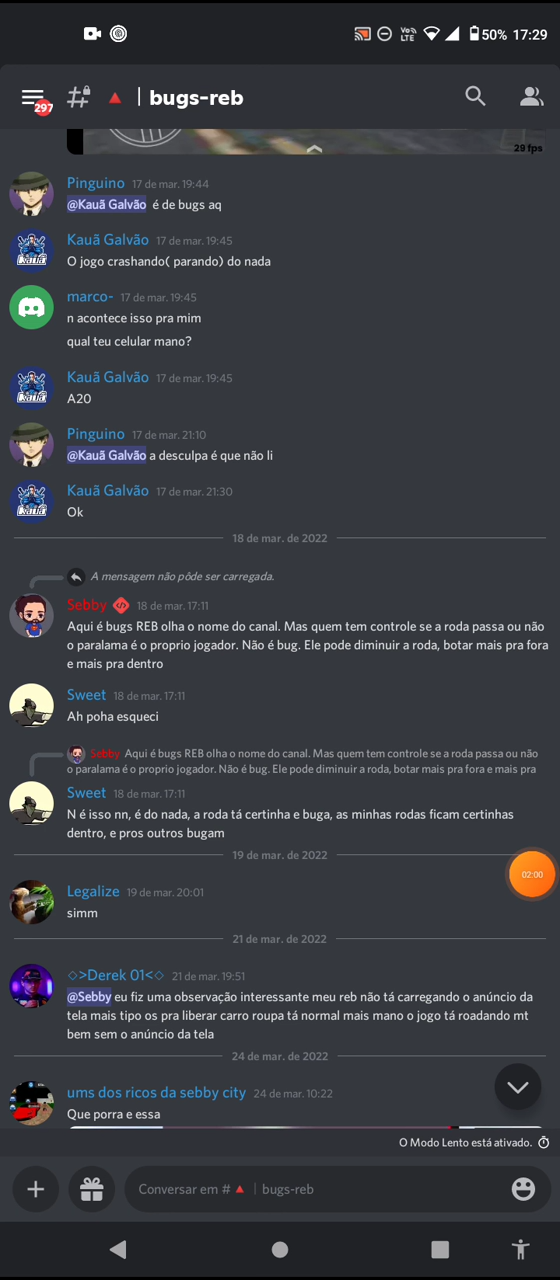 Vo)) LTE 50% 17:29
297 # 🔺 | bugs-reb
29 fps
Pinguino 17 de mar. 19:44
@Kauã Galvão é de bugs aq
Kauã Galvão 17 de mar. 19:45
O jogo crashando( parando) do nada
marco- 17 de mar. 19:45
n acontece isso pra mim
qual teu celular mano?
Kauã Galvão 17 de mar. 19:45
A20
Pinguino 17 de mar. 21:10
@Kauã Galvão a desculpa é que não li
Kauã Galvão 17 de mar. 21:30
Ok
18 de mar. de 2022
A mensagem não pôde ser carregada.
Sebby 18 de mar. 17:11
Aqui é bugs REB olha o nome do canal. Mas quem tem controle se a roda passa ou não
o paralama é o proprio jogador. Não é bug. Ele pode diminuir a roda, botar mais pra fora
e mais pra dentro
Sweet 18 de mar. 17:11
Ah poha esqueci
Sebby Aqui é bugs REB olha o nome do canal. Mas quem tem controle se a roda passa ou não
o paralama é o proprio jogador. Não é bug. Ele pode diminuir a roda, botar mais pra fora e mais pra
Sweet 18 de mar. 17:11
N é isso nn, é do nada, a roda tá certinha e buga, as minhas rodas ficam certinhas
dentro, e pros outros bugam
19 de mar. de 2022
02:00
Legalize 19 de mar. 20:01
simm
21 de mar. de 2022
◇>Derek 01<◇ 21 de mar. 19:51
@Sebby eu fiz uma observação interessante meu reb não tá carregando o anúncio da
tela mais tipo os pra liberar carro roupa tá normal mais mano o jogo tá roadando mt
bem sem o anúncio da tela
24 de mar. de 2022
ums dos ricos da sebby city 24 de mar. 10:22
Que porra e essa
O Modo Lento está ativado.
Conversar em # 🔺 | bugs-reb